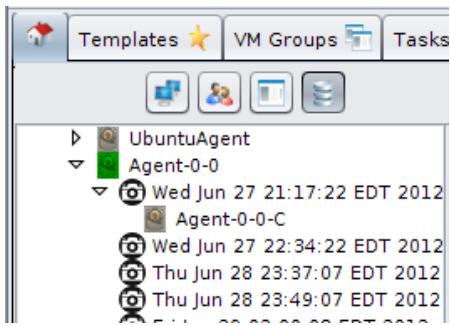 Templates VM Groups Tasks
UbuntuAgent
Agent-0-0
Wed Jun 27 21:17:22 EDT 2012
Agent-0-0-C
Wed Jun 27 22:34:22 EDT 2012
Thu Jun 28 23:37:07 EDT 2012
Thu Jun 28 23:49:07 EDT 2012